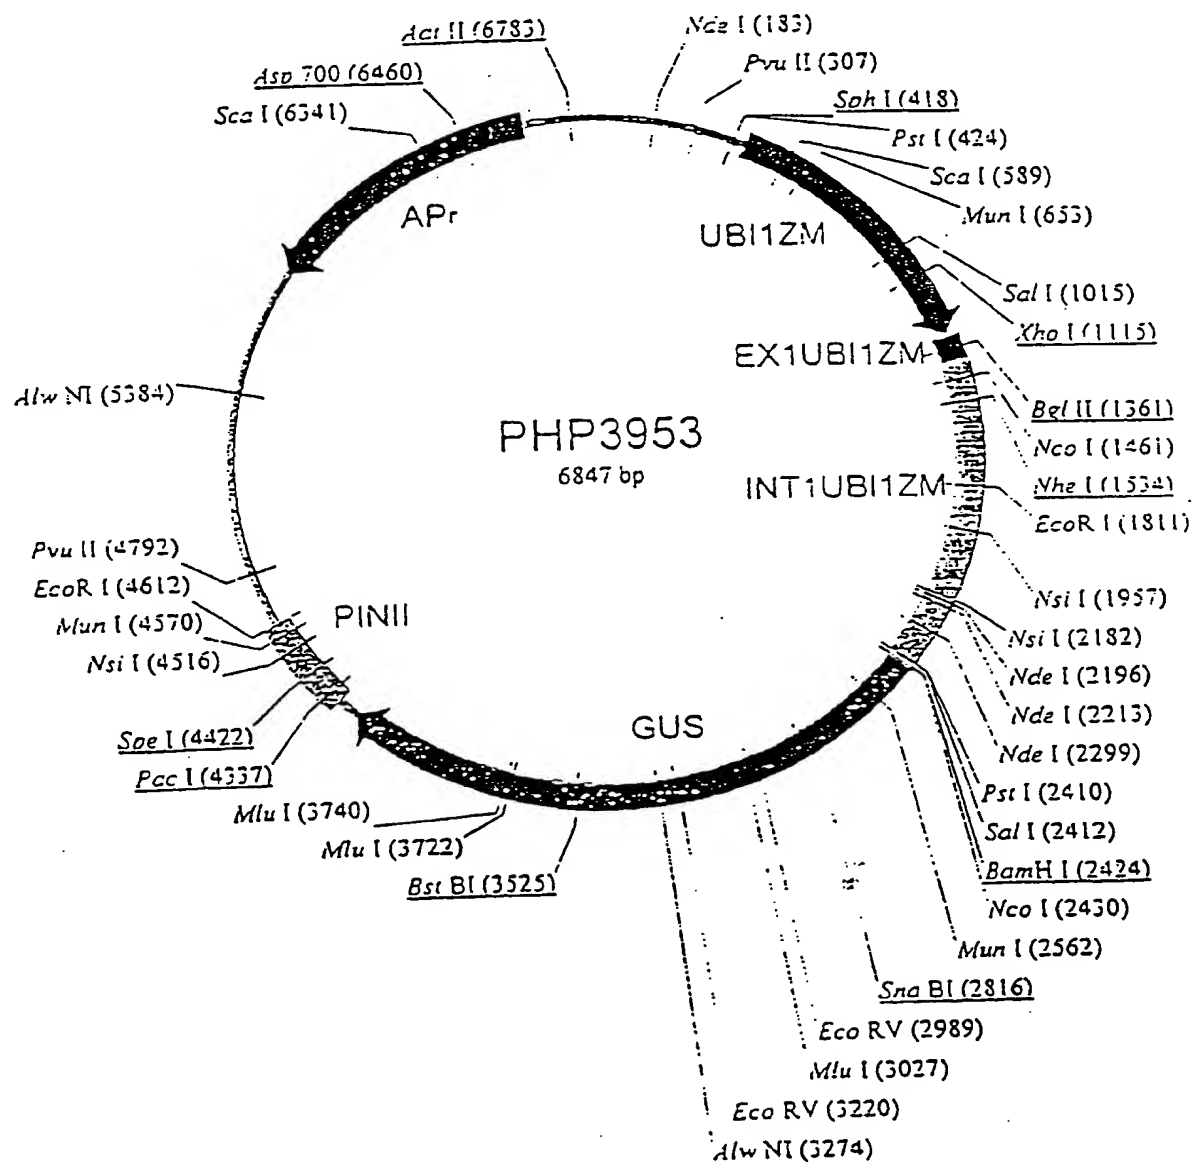 Aat II (6783)
Nde I (183)
Asp 700 (6460)
Pvu II (307)
Sca I (6341)
Sph I (418)
Pst I (424)
Sca I (589)
APr
UBI1ZM
Mun I (653)
Sal I (1015)
Xho I (1115)
EX1UBI1ZM
Alw NI (5384)
Bgl II (1361)
PHP3953
6847 bp
Nco I (1461)
INT1UBI1ZM
Nhe I (1534)
EcoR I (1811)
Pvu II (4792)
EcoR I (4612)
Nsi I (1957)
Mun I (4570)
PINII
Nsi I (2182)
Nsi I (4516)
Nde I (2196)
Nde I (2213)
GUS
Spe I (4422)
Nde I (2299)
Pac I (4337)
Pst I (2410)
Mlu I (3740)
Sal I (2412)
Mlu I (3722)
BamH I (2424)
Bst BI (3525)
Nco I (2430)
Mun I (2562)
Sna BI (2816)
Eco RV (2989)
Mlu I (3027)
Eco RV (3220)
Alw NI (3274)